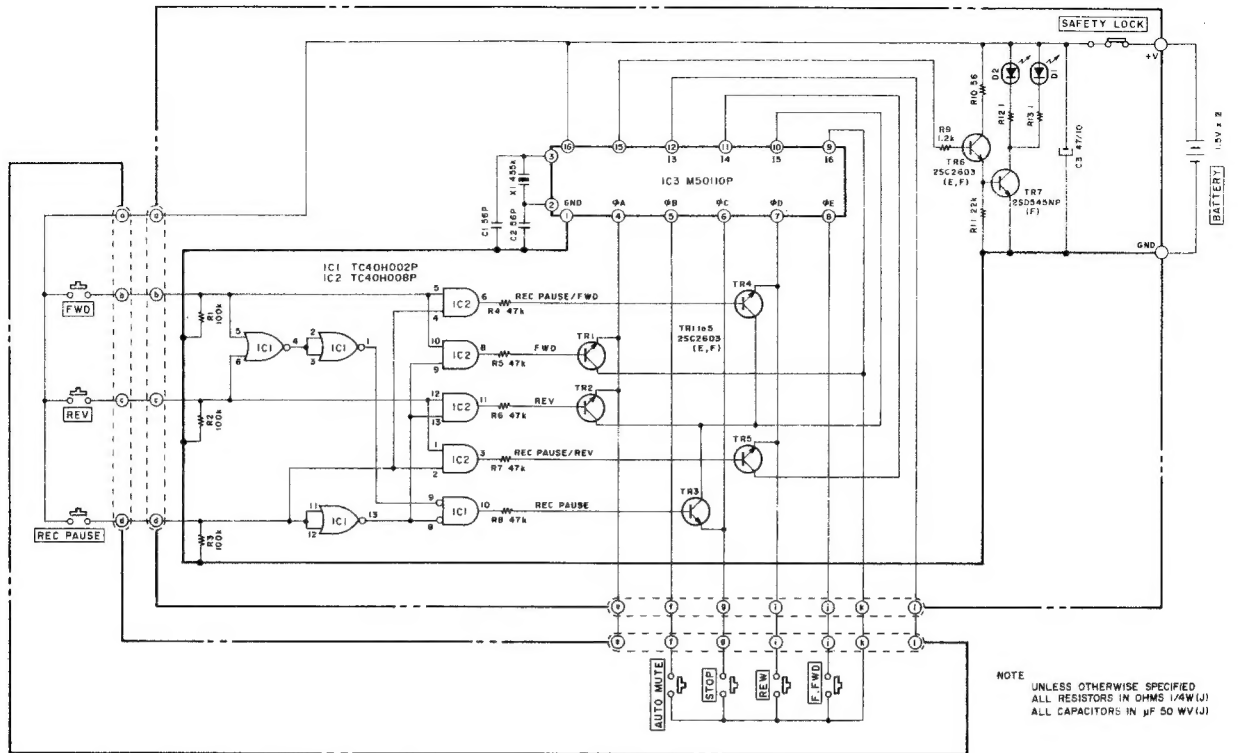 SAFETY LOCK
+V
D2
D1
R10 56
R12 1
R13 1
C3 47/10
1.5V x 2
BATTERY
R9
1.2k
TR6
2SC2603
(E,F)
TR7
2SD545NP
(F)
R11 22k
GND
16
15
12
11
10
9
13
14
15
16
3
2
X1 455k
IC3 M50110P
GND
ΦA
ΦB
ΦC
ΦD
ΦE
1
4
5
6
7
8
C1 56P
C2 56P
IC1 TC40H002P
IC2 TC40H008P
a
a
b
b
FWD
R1
100k
5
6
IC1
4
2
3
IC1
1
5
4
IC2
6
REC PAUSE/FWD
R4 47k
TR4
TR1 to 5
2SC2603
(E,F)
10
9
IC2
8
FWD
R5 47k
TR1
c
c
REV
R2
100k
12
13
IC2
11
REV
R6 47k
TR2
1
2
IC2
3
REC PAUSE/REV
R7 47k
TR5
d
d
REC PAUSE
R3
100k
11
12
IC1
13
9
8
IC1
10
REC PAUSE
R8 47k
TR3
e
f
g
i
j
k
l
e
f
g
i
j
k
l
AUTO MUTE
STOP
REW
F.FWD
NOTE
UNLESS OTHERWISE SPECIFIED
ALL RESISTORS IN OHMS 1/4W(J)
ALL CAPACITORS IN µF 50 WV(J)